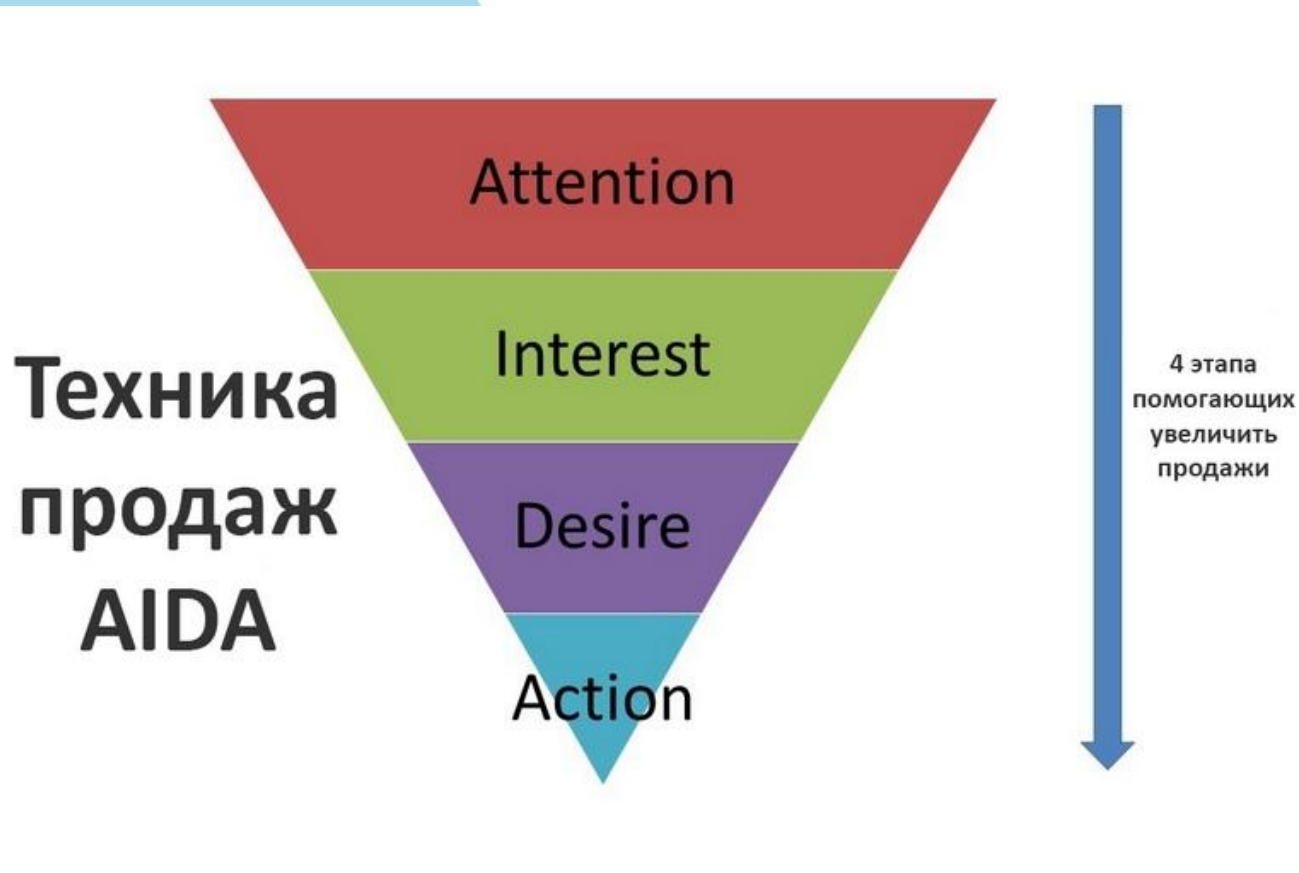 Attention
Interest
Desire
Action
Техника
продаж
AIDA
4 этапа
помогающих
увеличить
продажи